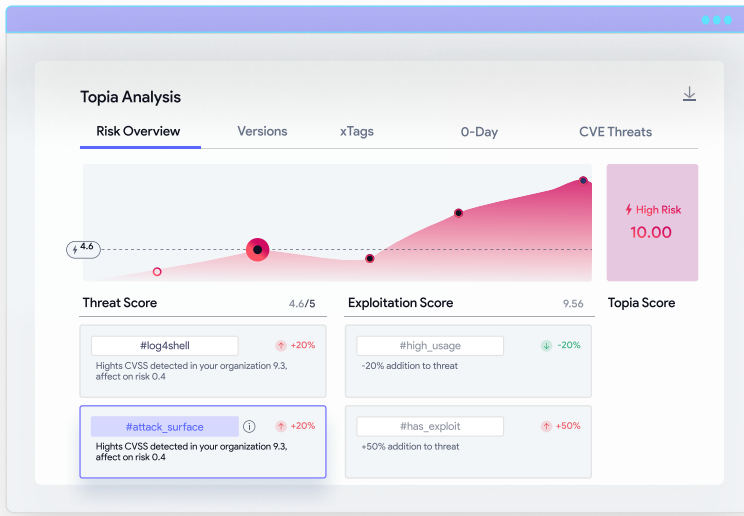 Topia Analysis
Risk Overview
Versions
xTags
0-Day
CVE Threats
4.6
High Risk
10.00
Threat Score
4.6/5
Exploitation Score
9.56
Topia Score
#log4shell
+20%
Hights CVSS detected in your organization 9.3,
affect on risk 0.4
#high_usage
-20%
-20% addition to threat
#attack_surface
+20%
Hights CVSS detected in your organization 9.3,
affect on risk 0.4
#has_exploit
+50%
+50% addition to threat